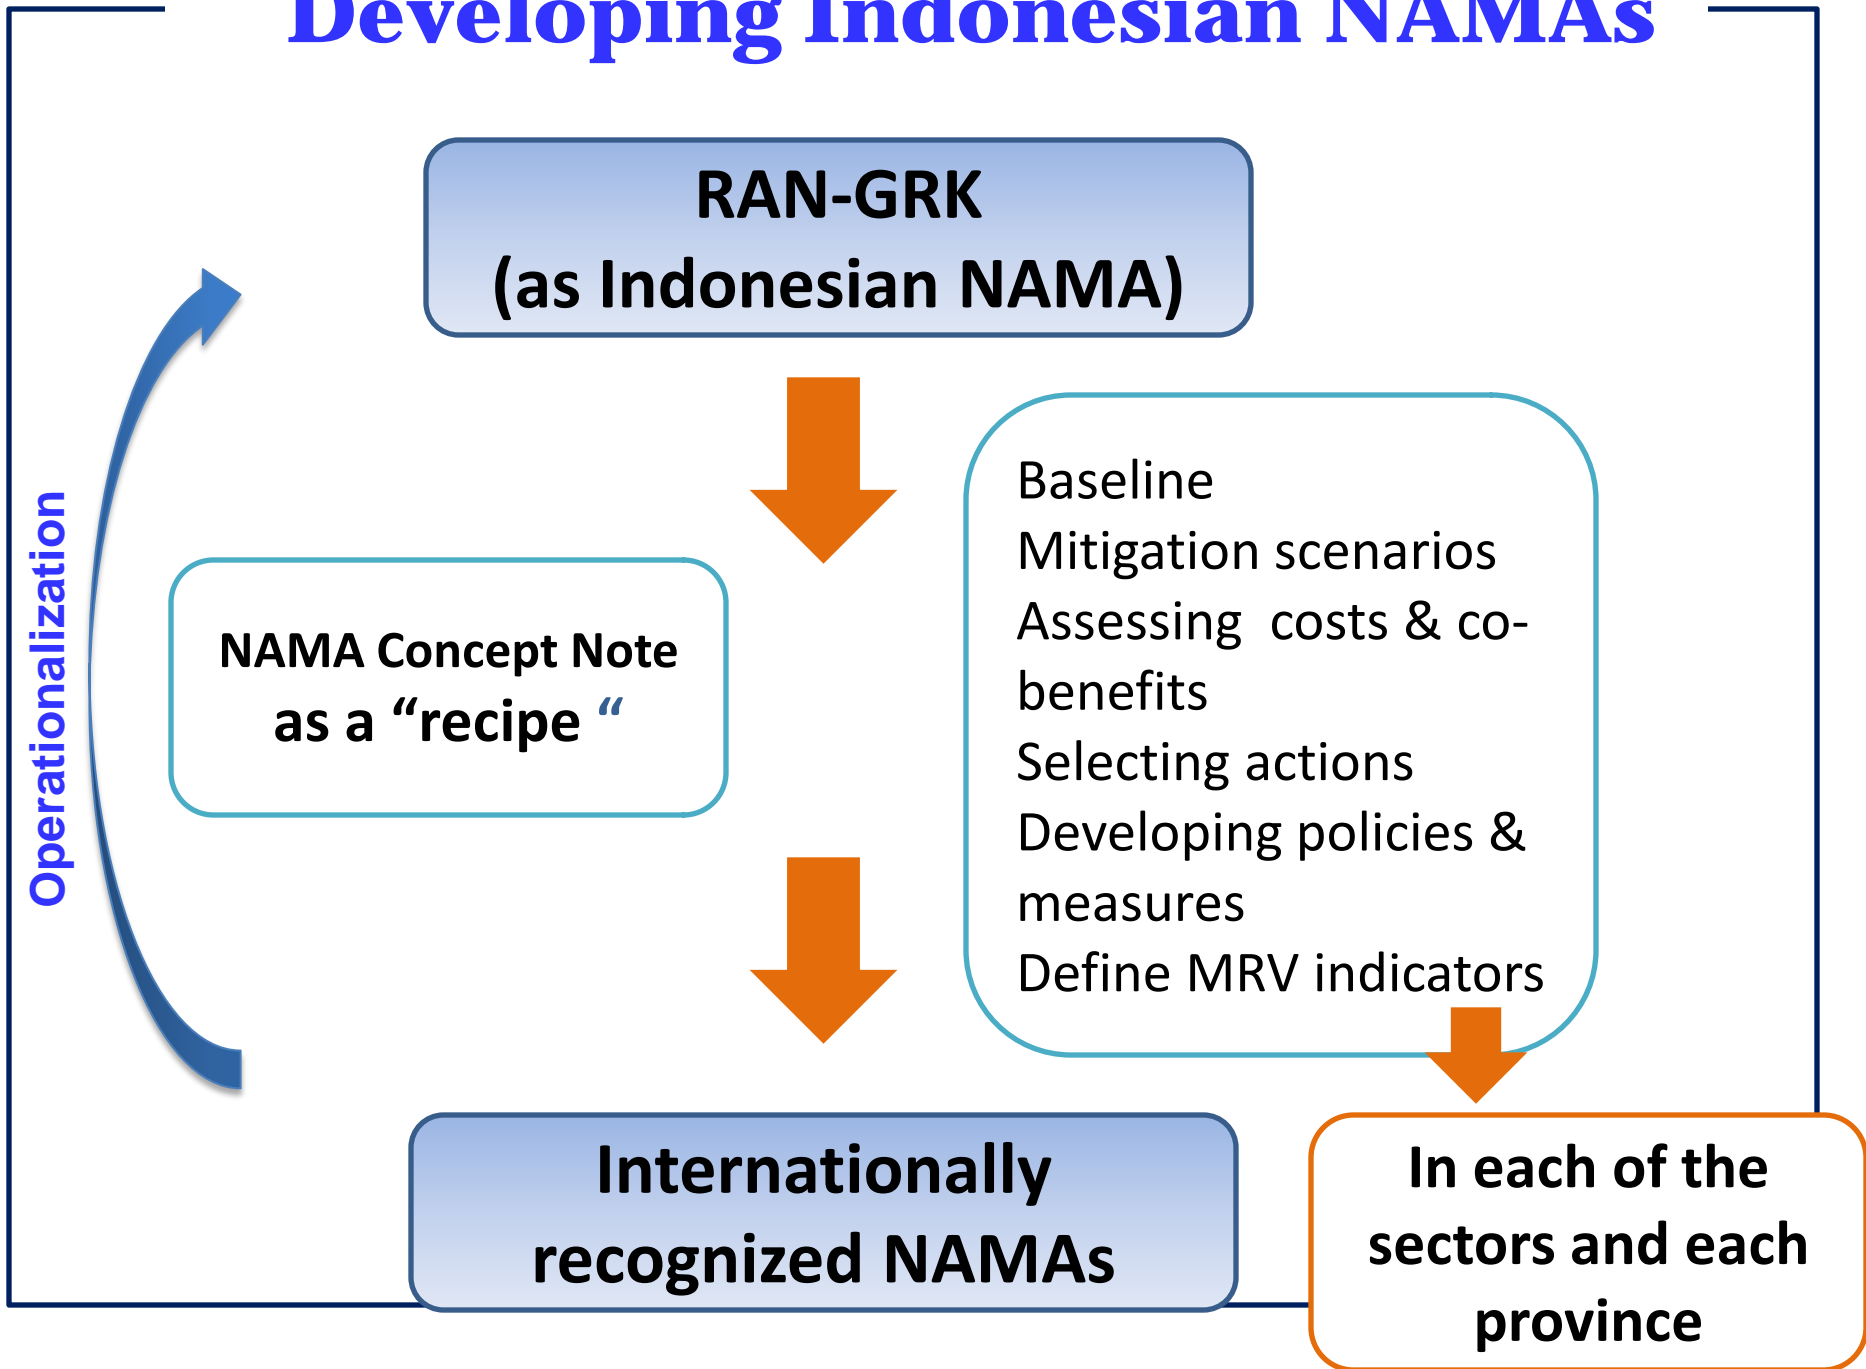 Developing Indonesian NAMAs
RAN-GRK
(as Indonesian NAMA)
Operationalization
NAMA Concept Note
as a “recipe “
Baseline
Mitigation scenarios
Assessing  costs & co-
benefits
Selecting actions
Developing policies &
measures
Define MRV indicators
Internationally
recognized NAMAs
In each of the
sectors and each
province